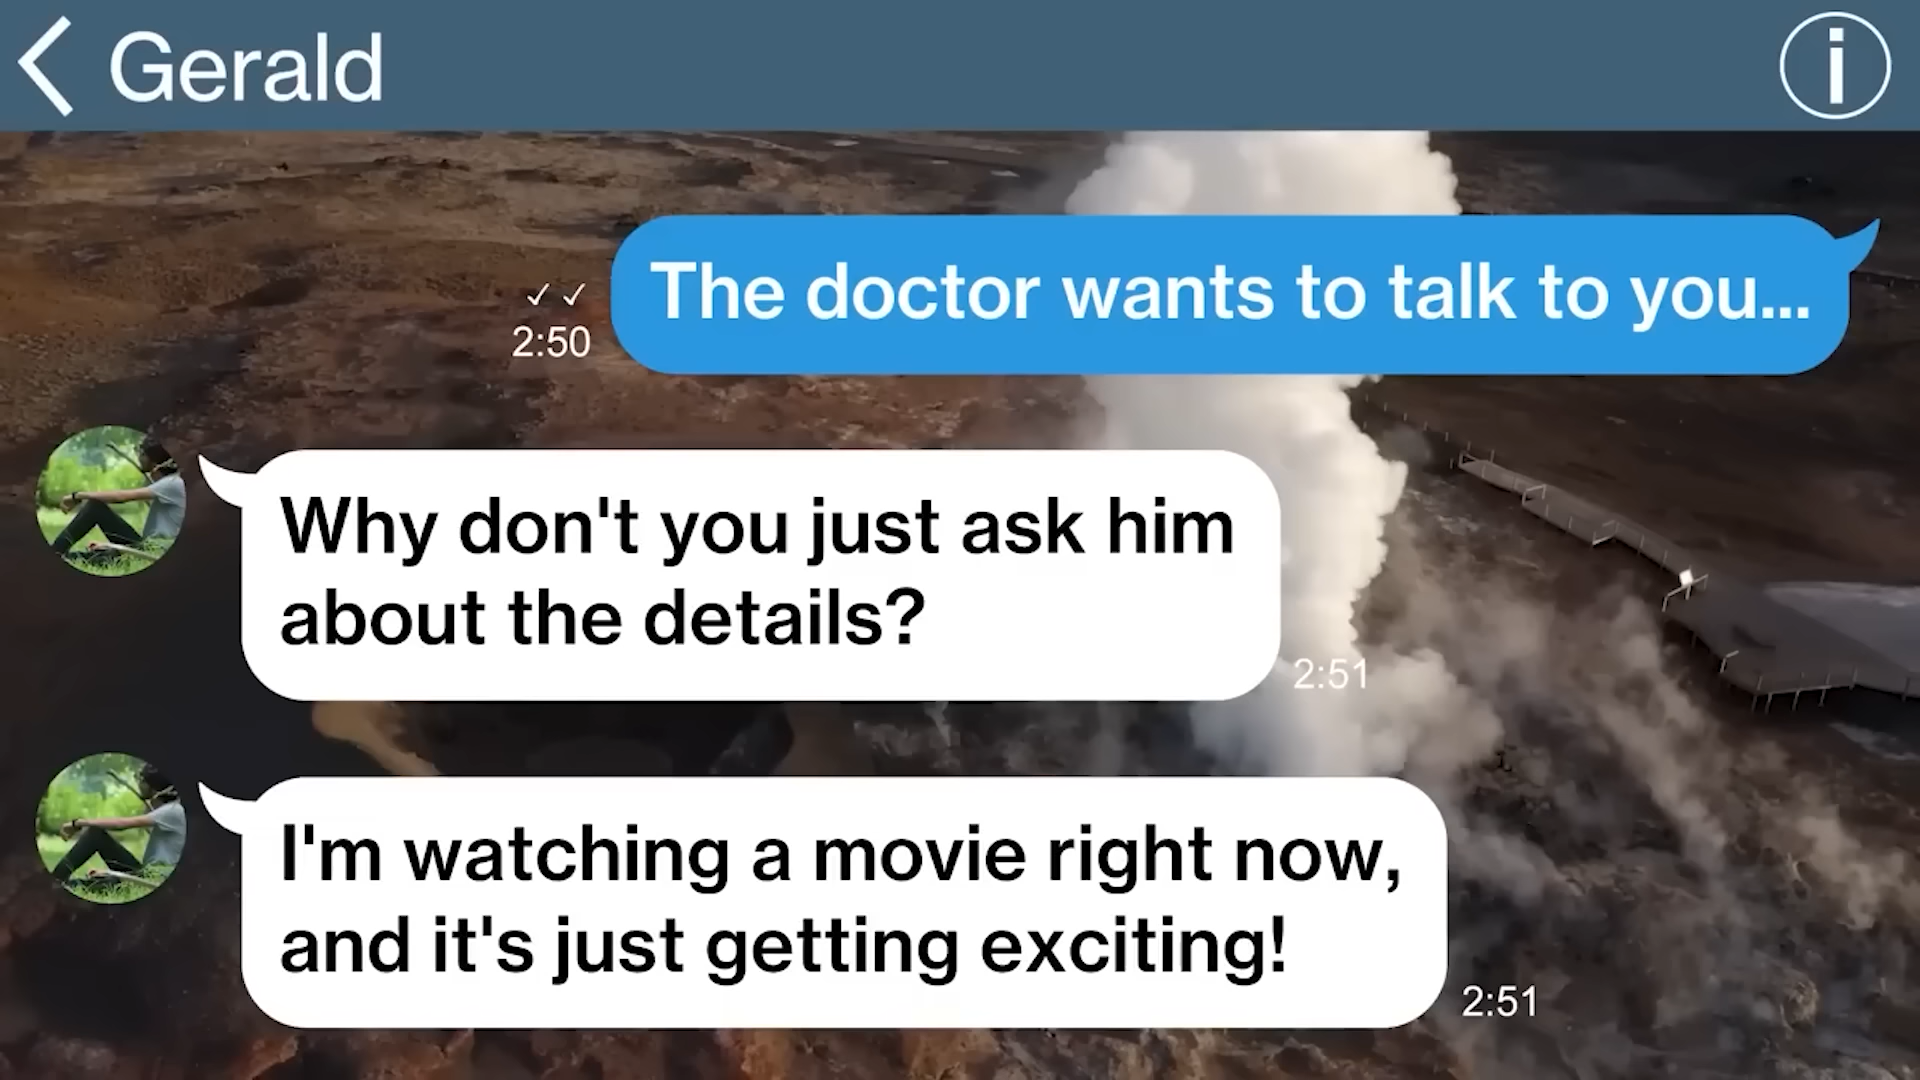 Gerald
The doctor wants to talk to you...
✓✓
2:50
Why don't you just ask him
about the details?
2:51
I'm watching a movie right now,
and it's just getting exciting!
2:51